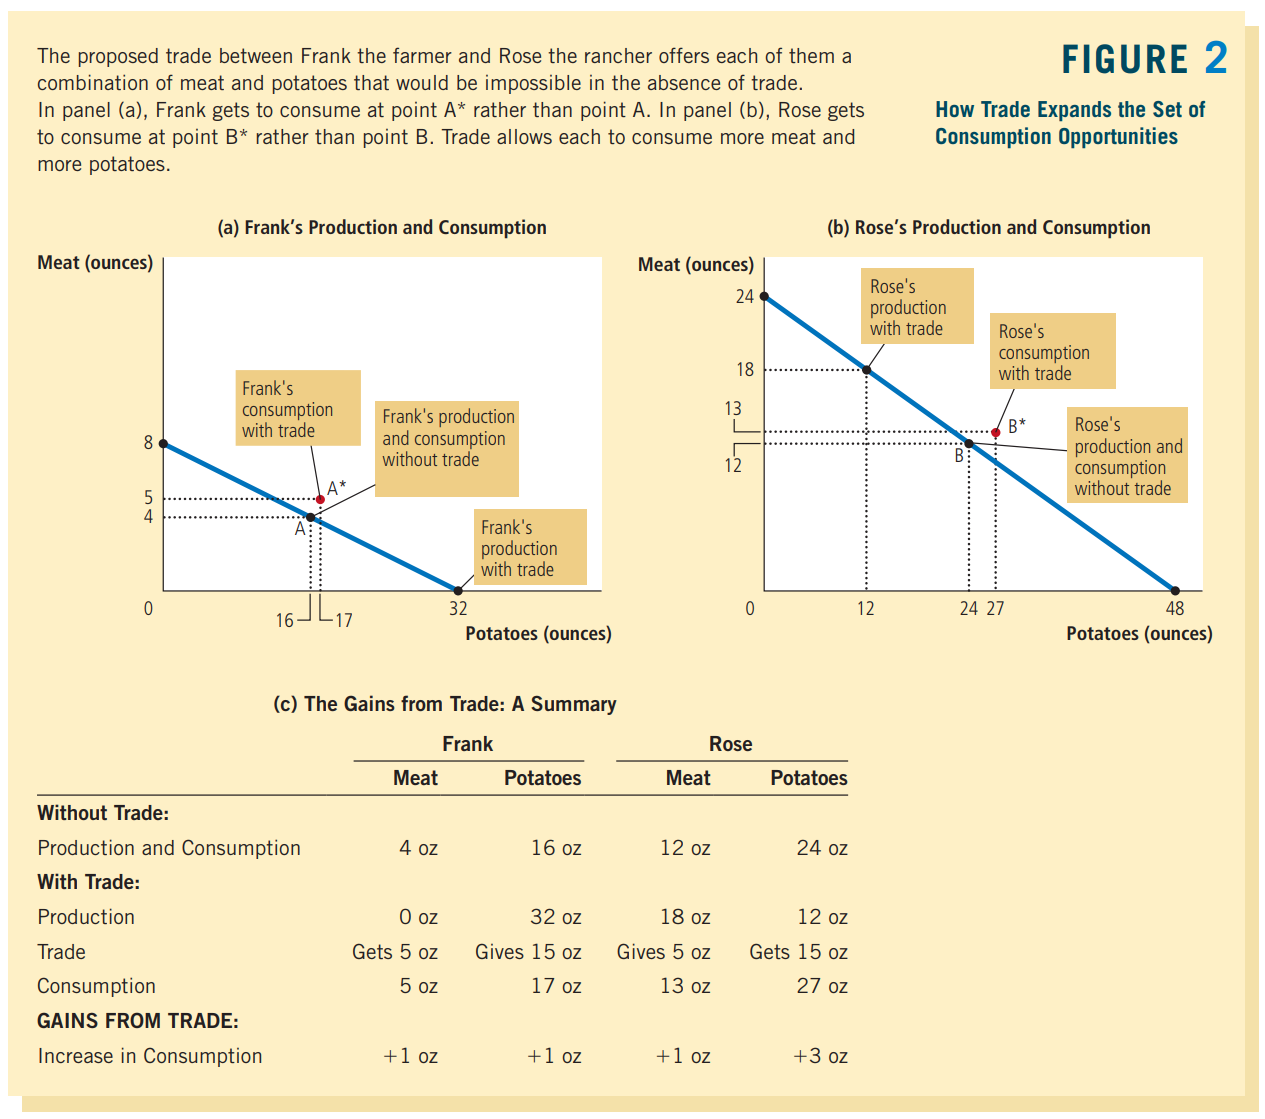 The proposed trade between Frank the farmer and Rose the rancher offers each of them a
combination of meat and potatoes that would be impossible in the absence of trade.
In panel (a), Frank gets to consume at point A* rather than point A. In panel (b), Rose gets
to consume at point B* rather than point B. Trade allows each to consume more meat and
more potatoes.
FIGURE 2
How Trade Expands the Set of
Consumption Opportunities
(a) Frank's Production and Consumption
Meat (ounces)
Frank's
consumption
with trade
Frank's production
and consumption
without trade
8
A*
5
4
A
Frank's
production
with trade
0
16
17
32
Potatoes (ounces)
(b) Rose's Production and Consumption
Meat (ounces)
24
Rose's
production
with trade
Rose's
consumption
with trade
18
13
B*
12
B
Rose's
production and
consumption
without trade
0
12
24
27
48
Potatoes (ounces)
(c) The Gains from Trade: A Summary
Frank Rose
Meat Potatoes Meat Potatoes
Without Trade:
Production and Consumption 4 oz 16 oz 12 oz 24 oz
With Trade:
Production 0 oz 32 oz 18 oz 12 oz
Trade Gets 5 oz Gives 15 oz Gives 5 oz Gets 15 oz
Consumption 5 oz 17 oz 13 oz 27 oz
GAINS FROM TRADE:
Increase in Consumption +1 oz +1 oz +1 oz +3 oz